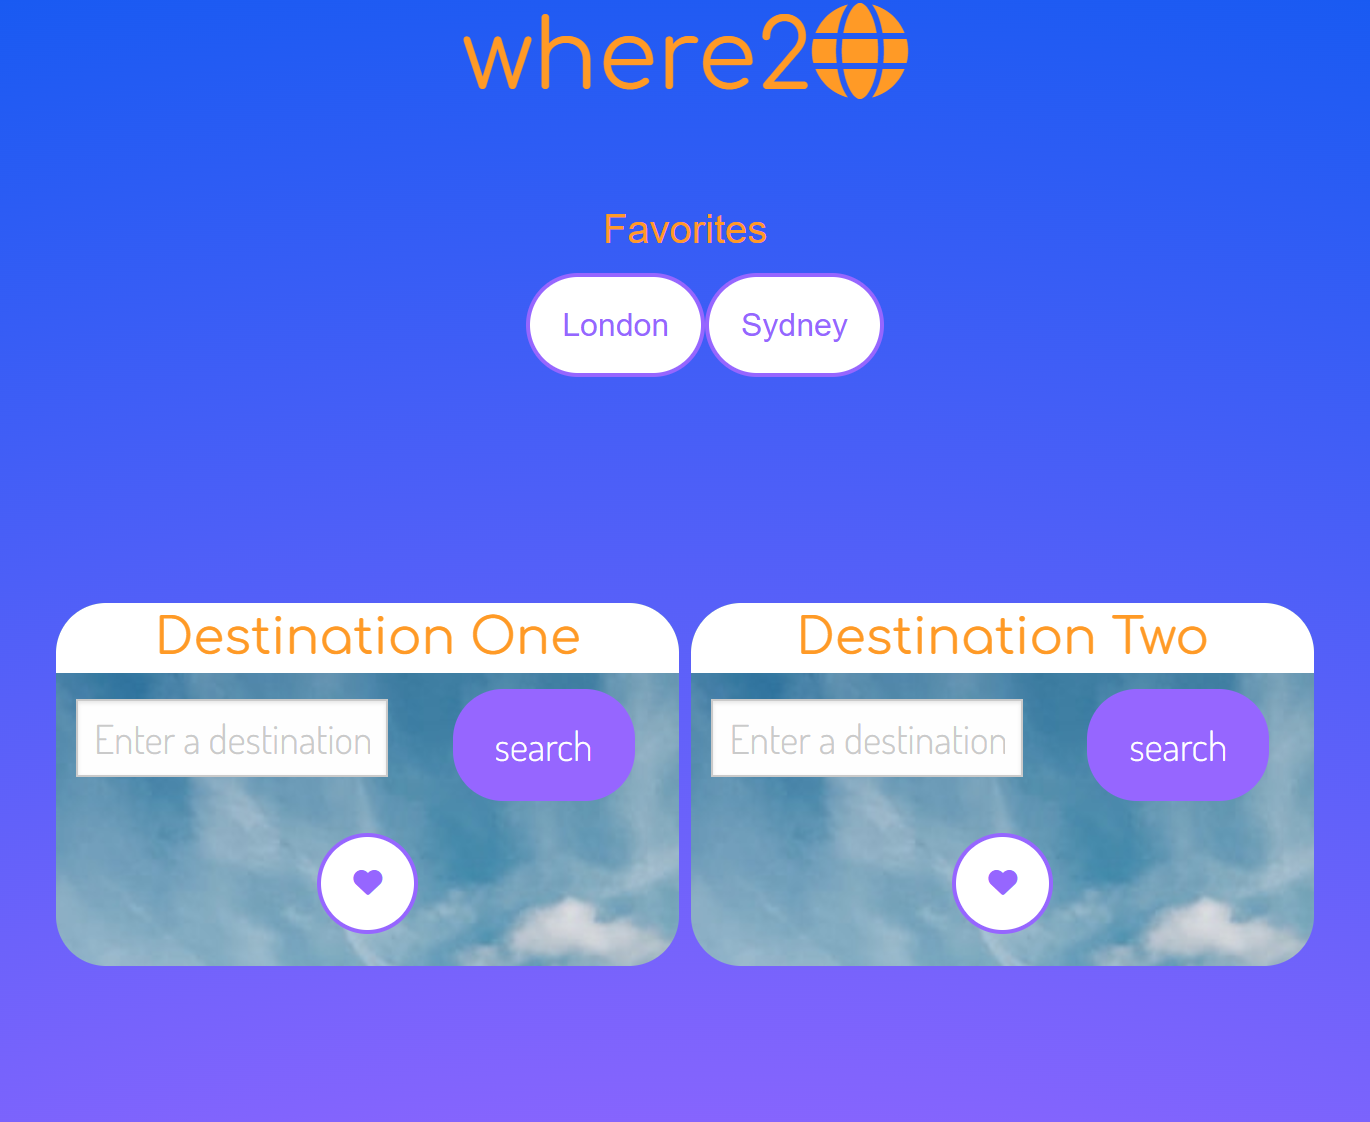 where2
Favorites
London Sydney
Destination One Destination Two
Enter a destination search Enter a destination search